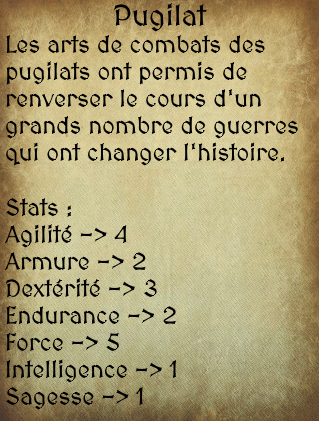 Pugilat
Les arts de combats des
pugilats ont permis de
renverser le cours d'un
grands nombre de guerres
qui ont changer l'histoire.
Stats :
Agilité -> 4
Armure -> 2
Dextérité -> 3
Endurance -> 2
Force -> 5
Intelligence -> 1
Sagesse -> 1